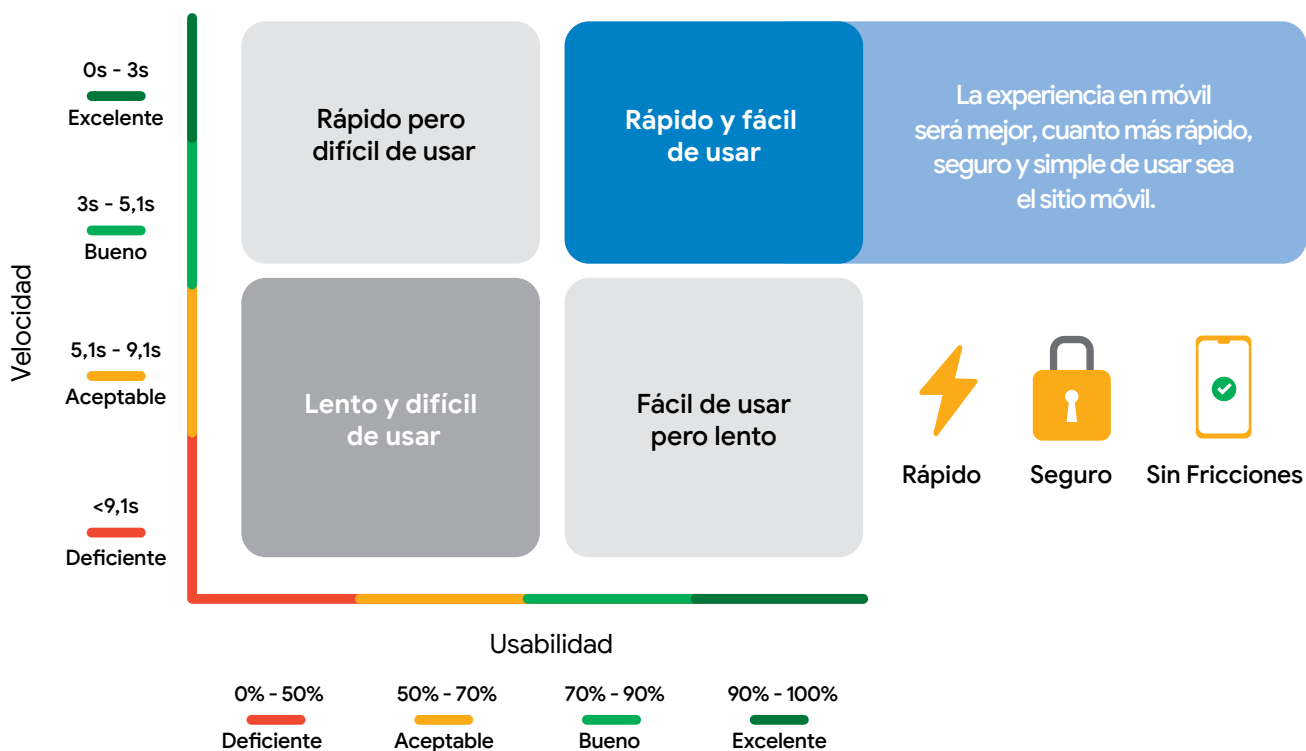 0s - 3s
Excelente
3s - 5,1s
Bueno
5,1s - 9,1s
Aceptable
<9,1s
Deficiente
Velocidad
Rápido pero
difícil de usar
Rápido y fácil
de usar
La experiencia en móvil
será mejor, cuanto más rápido,
seguro y simple de usar sea
el sitio móvil.
Lento y difícil
de usar
Fácil de usar
pero lento
Rápido
Seguro
Sin Fricciones
Usabilidad
0% - 50%
Deficiente
50% - 70%
Aceptable
70% - 90%
Bueno
90% - 100%
Excelente